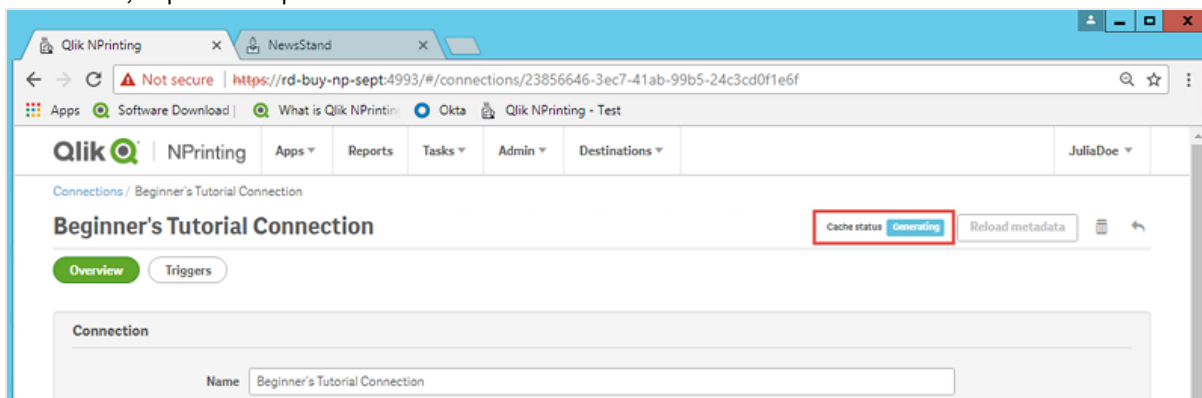 Qlik NPrinting NewsStand
Not secure | https://rd-buy-np-sept:4993/#/connections/23856646-3ec7-41ab-99b5-24c3cd0f1e6f
Apps Software Download | What is Qlik NPrinting Okta Qlik NPrinting - Test
Qlik NPrinting Apps Reports Tasks Admin Destinations JuliaDoe
Connections / Beginner's Tutorial Connection
Beginner's Tutorial Connection Cache status Generating Reload metadata
Overview Triggers
Connection
Name Beginner's Tutorial Connection